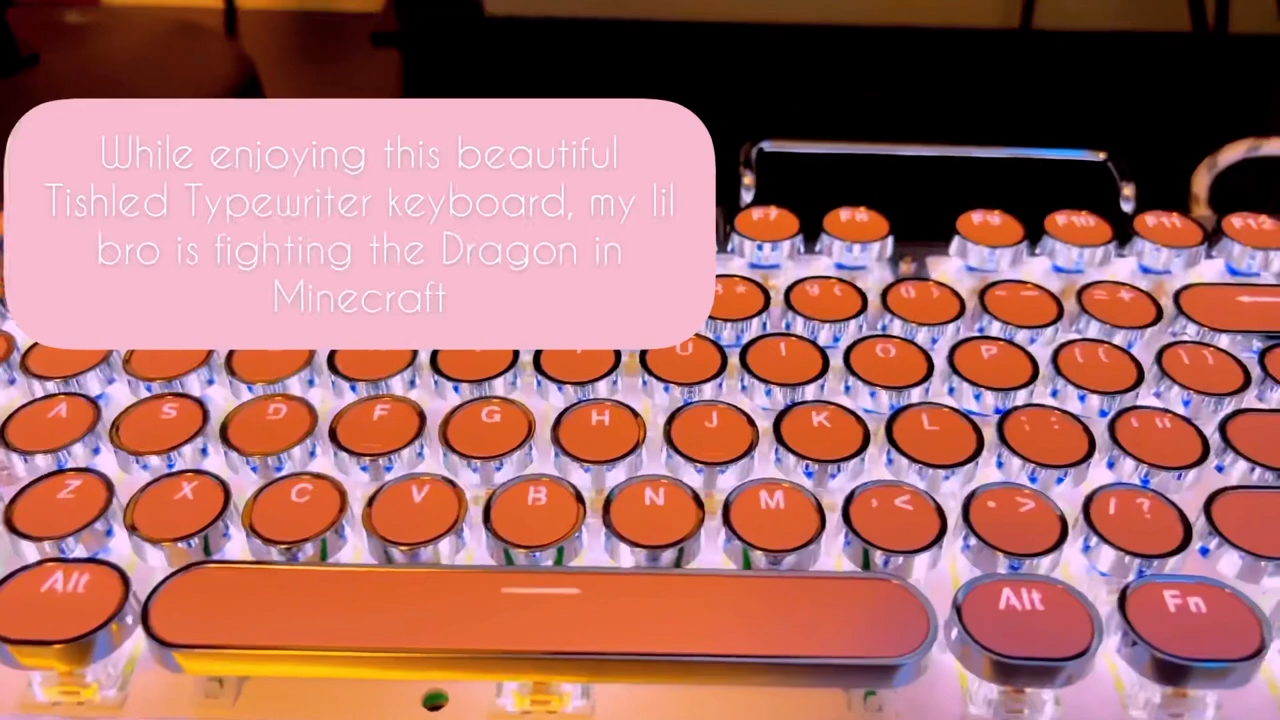 While enjoying this beautiful
Tishled Typewriter keyboard, my lil
bro is fighting the Dragon in
Minecraft
F7 F8 F9 F10 F11 F12
U I O P
A S D F G H J K L
Z X C V B N M , < . > ?
Alt Alt Fn